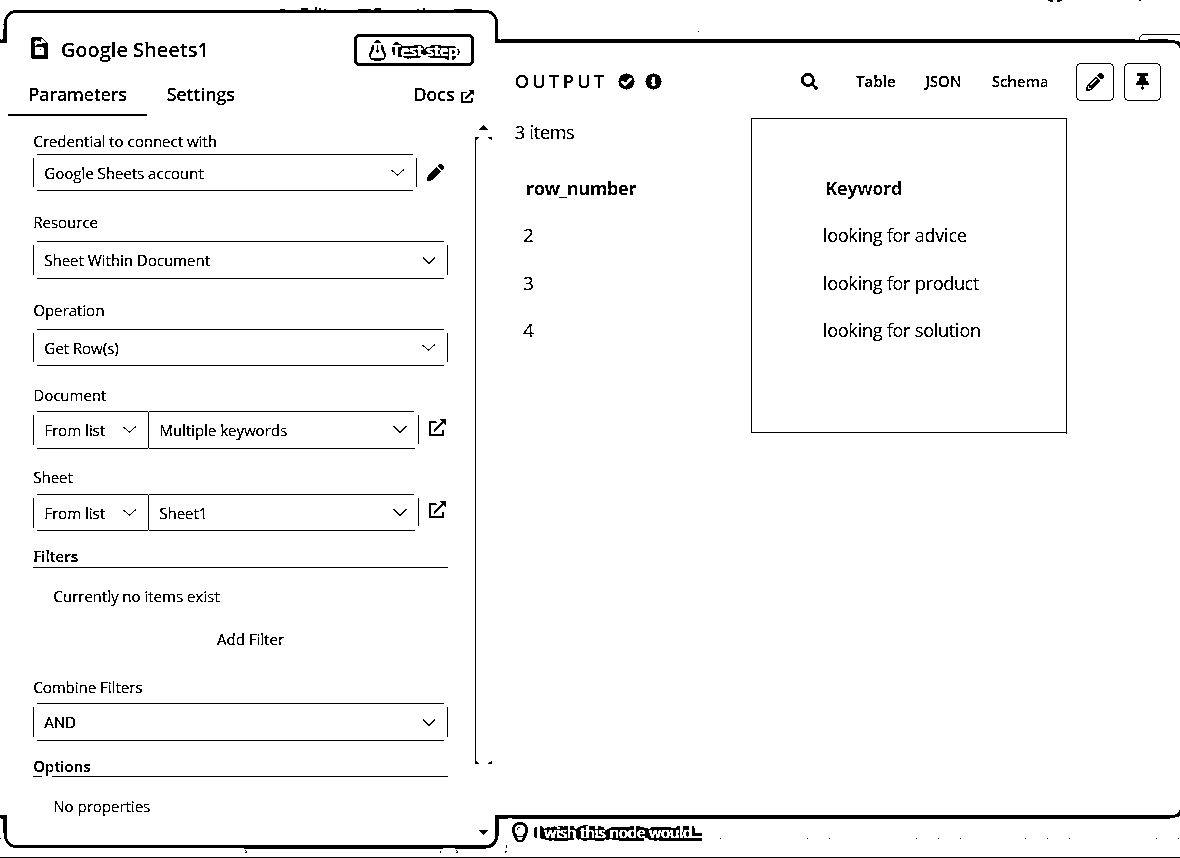 Google Sheets1
Test step
Parameters
Settings
Docs
Credential to connect with
Google Sheets account
Resource
Sheet Within Document
Operation
Get Row(s)
Document
From list
Multiple keywords
Sheet
From list
Sheet1
Filters
Currently no items exist
Add Filter
Combine Filters
AND
Options
No properties
OUTPUT
Table
JSON
Schema
3 items
row_number
Keyword
2
looking for advice
3
looking for product
4
looking for solution
I wish this node would...